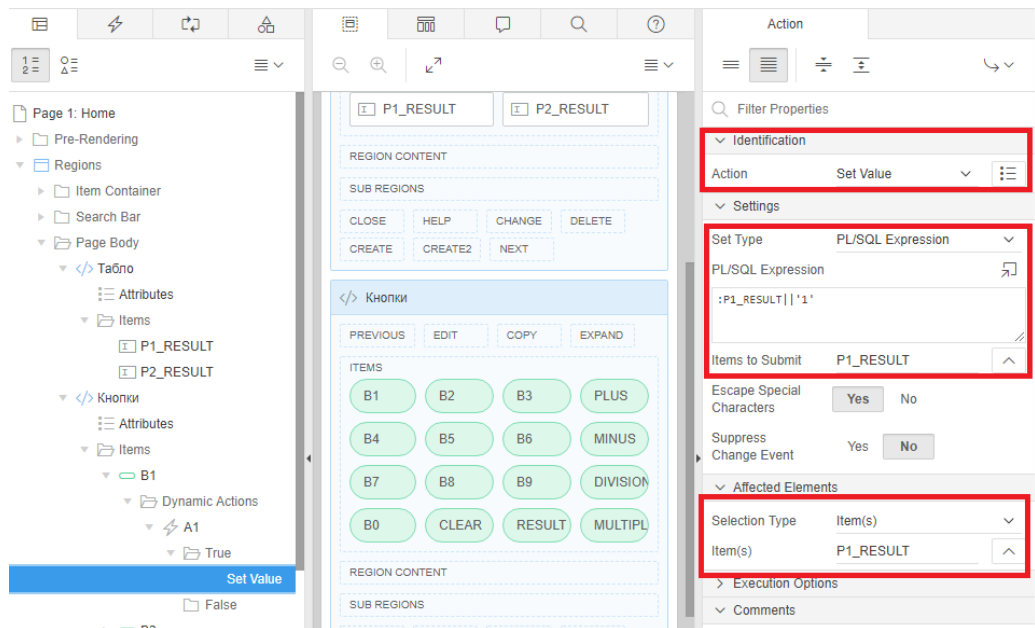 Action
1 =
2 =
Filter Properties
Page 1: Home
Pre-Rendering
Regions
Item Container
Search Bar
Page Body
Табло
Attributes
Items
P1_RESULT
P2_RESULT
Кнопки
Attributes
Items
B1
Dynamic Actions
A1
True
Set Value
False
P1_RESULT P2_RESULT
REGION CONTENT
SUB REGIONS
CLOSE HELP CHANGE DELETE
CREATE CREATE2 NEXT
Кнопки
PREVIOUS EDIT COPY EXPAND
ITEMS
B1 B2 B3 PLUS
B4 B5 B6 MINUS
B7 B8 B9 DIVISION
B0 CLEAR RESULT MULTIPL
REGION CONTENT
SUB REGIONS
Identification
Action Set Value
Settings
Set Type PL/SQL Expression
PL/SQL Expression
:P1_RESULT||'1'
Items to Submit P1_RESULT
Escape Special
Characters
Yes No
Suppress
Change Event
Yes No
Affected Elements
Selection Type Item(s)
Item(s) P1_RESULT
Execution Options
Comments